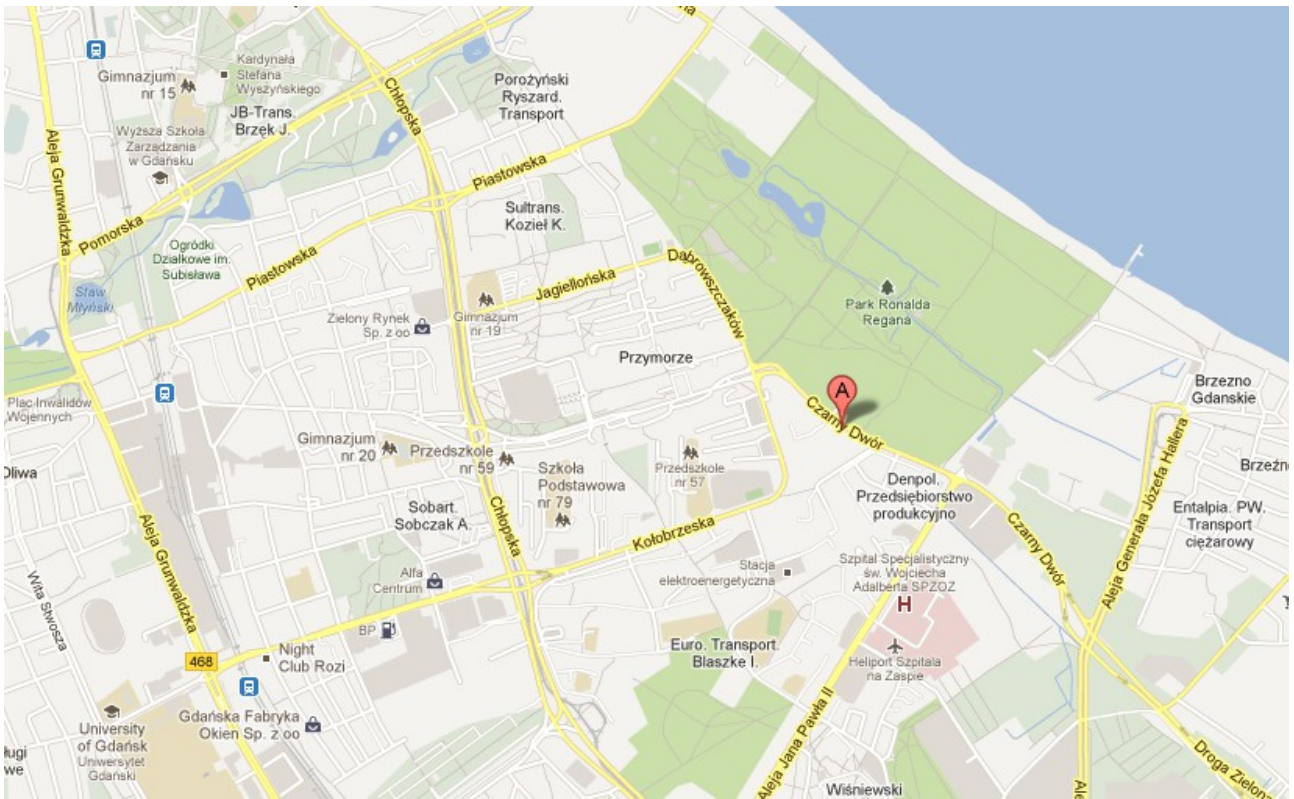 Gimnazjum
nr 15
Kardynała
Stefana
Wyszyńskiego
JB-Trans.
Brzęk J.
Wyższa Szkoła
Zarządzania
w Gdańsku
Aleja Grunwaldzka
Pomorska
Ogródki
Działkowe im.
Subisława
Staw
Młyński
Chłopska
Porożyński
Ryszard.
Transport
Piastowska
Piastowska
Sultrans.
Kozieł K.
Jagiellońska
Dąbrowszczaków
Zielony Rynek
Sp. z oo
Gimnazjum
nr 19
Park Ronalda
Regana
Przymorze
A
Czarny Dwór
Brzezno
Gdanskie
Plac Inwalidów
Wojennych
Oliwa
Gimnazjum
nr 20
Przedszkole
nr 59
Szkoła
Podstawowa
nr 79
Przedszkole
nr 57
Denpol.
Przedsiębiorstwo
produkcyjno
Aleja Generała Józefa Hallera
Brzeźno
Entalpia. PW.
Transport
ciężarowy
Sobart.
Sobczak A.
Chłopska
Kołobrzeska
Czarny Dwór
Aleja Grunwaldzka
Wita Stwosza
Alfa
Centrum
BP
Stacja
elektroenergetyczna
Szpital Specjalistyczny
św. Wojciecha
Adalberta SPZOZ
H
Heliport Szpitala
na Zaspie
468
Night
Club Rozi
Euro. Transport.
Blaszke I.
Aleja Jana Pawła II
University
of Gdańsk
Uniwersytet
Gdański
Gdańska Fabryka
Okien Sp. z oo
Wiśniewski
Droga Zielona